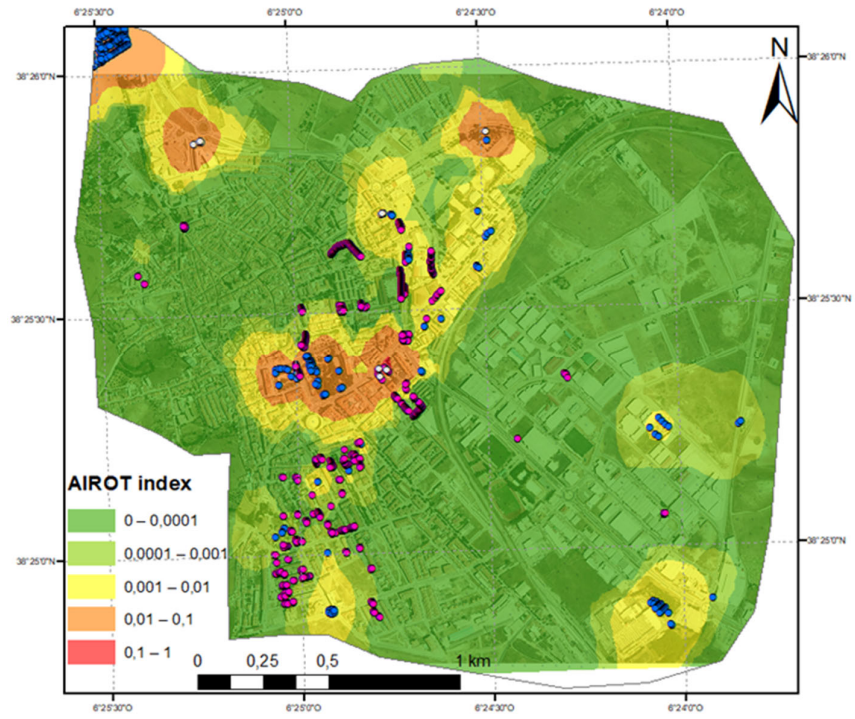 6°25'30"O 6°25'0"O 6°24'30"O 6°24'0"O
N
38°26'0"N 38°26'0"N
38°25'30"N 38°25'30"N
AIROT index
0 – 0,0001
0,0001 – 0,001
0,001 – 0,01
0,01 – 0,1
0,1 – 1
38°25'0"N 38°25'0"N
0 0,25 0,5 1 km
6°25'30"O 6°25'0"O 6°24'30"O 6°24'0"O